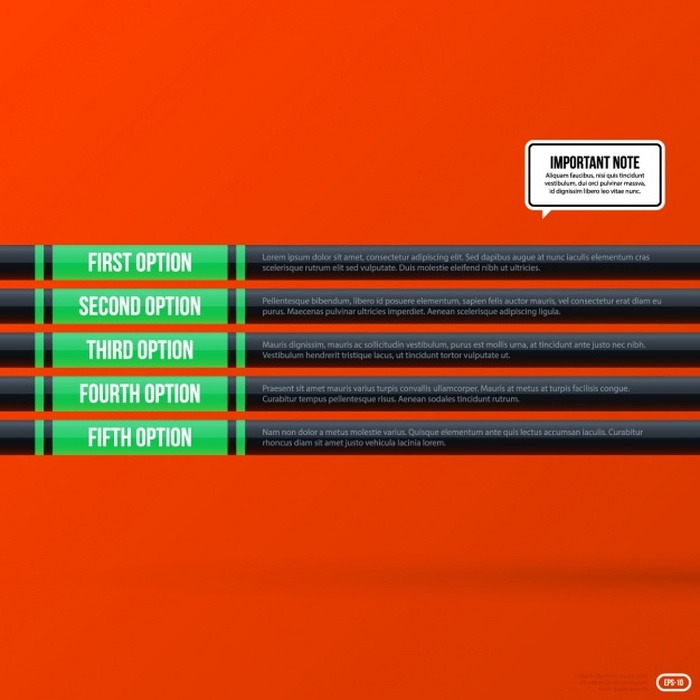 IMPORTANT NOTE
Aliquam faucibus, nisi quis tincidunt
vestibulum, dui orci pulvinar massva,
id dignissim libero leo vitae nunc.
FIRST OPTION
Lorem ipsum dolor sit amet, consectetur adipiscing elit. Sed dapibus augue at nunc iaculis elementum cras
scelerisque rutrum elit sed vulputate. Duis molestie eleifend nibh ut ultricies.
SECOND OPTION
Pellentesque bibendum, libero id posuere elementum, sapien felis auctor mauris, vel consectetur erat diam eu
purus. Maecenas pulvinar ultricies imperdiet. Aenean scelerisque adipiscing ligula.
THIRD OPTION
Mauris dignissim, mauris ac sollicitudin vestibulum, purus est mollis urna, at tincidunt ante justo nec nibh.
Vestibulum hendrerit tristique lacus, ut tincidunt tortor vulputate ut.
FOURTH OPTION
Praesent sit amet mauris varius turpis convallis ullamcorper. Mauris at metus at turpis facilisis congue.
Curabitur tempus pellentesque risus. Aenean sodales tincidunt rutrum.
FIFTH OPTION
Nam non dolor a metus molestie varius. Quisque elementum ante quis lectus accumsan iaculis. Curabitur
rhoncus diam sit amet justo vehicula lacinia lorem.
EPS-10